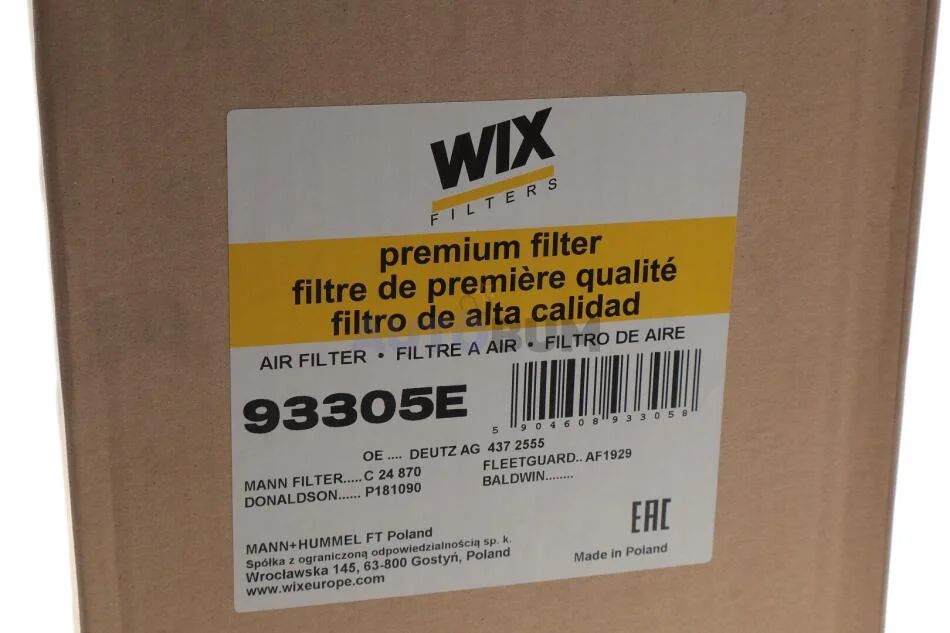 WIX
FILTERS
premium filter
filtre de première qualité
filtro de alta calidad
AUTOBUM
AIR FILTER • FILTRE A AIR • FILTRO DE AIRE
93305E
5 904608 933058
OE .... DEUTZ AG 437 2555
MANN FILTER.....C 24 870
FLEETGUARD.. AF1929
DONALDSON...... P181090
BALDWIN........
EAC
MANN+HUMMEL FT Poland
Spółka z ograniczoną odpowiedzialnością sp. k.
Wrocławska 145, 63-800 Gostyń, Poland
www.wixeurope.com
Made in Poland